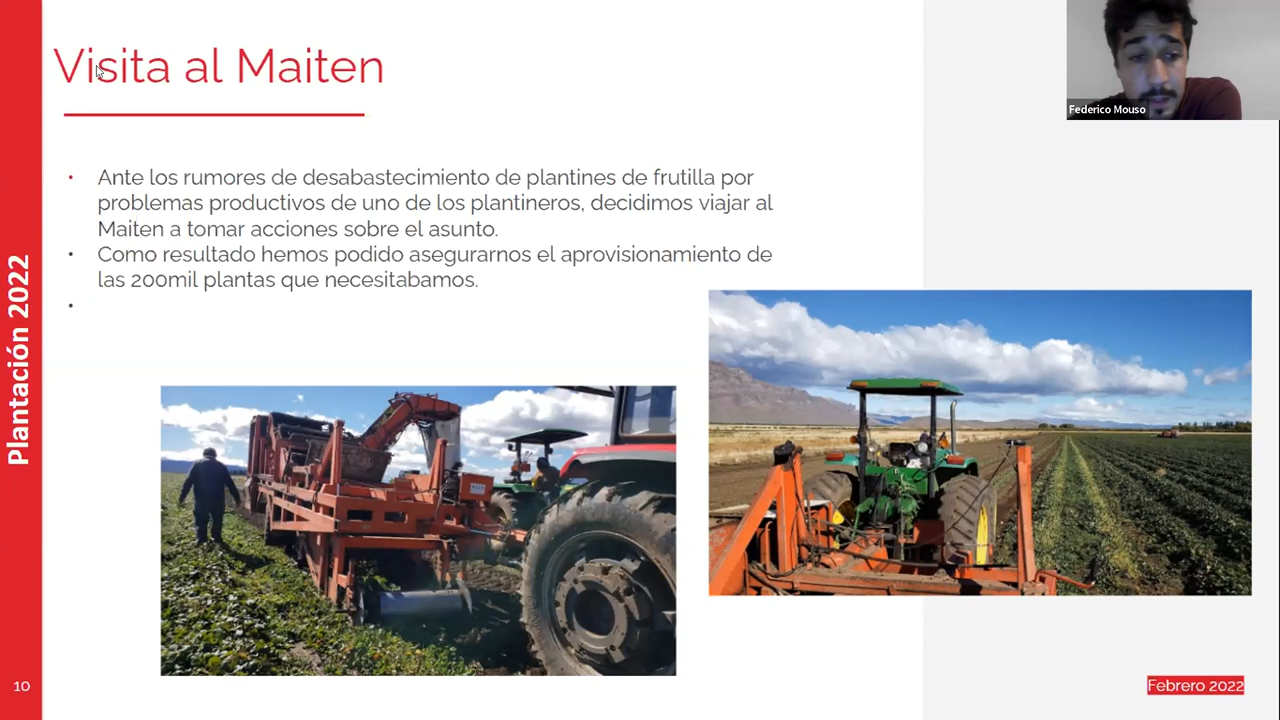 Visita al Maiten
Federico Mouso
• Ante los rumores de desabastecimiento de plantines de frutilla por
problemas productivos de uno de los plantineros, decidimos viajar al
Maiten a tomar acciones sobre el asunto.
• Como resultado hemos podido asegurarnos el aprovisionamiento de
las 200mil plantas que necesitabamos.
•
Plantación 2022
10
Febrero 2022